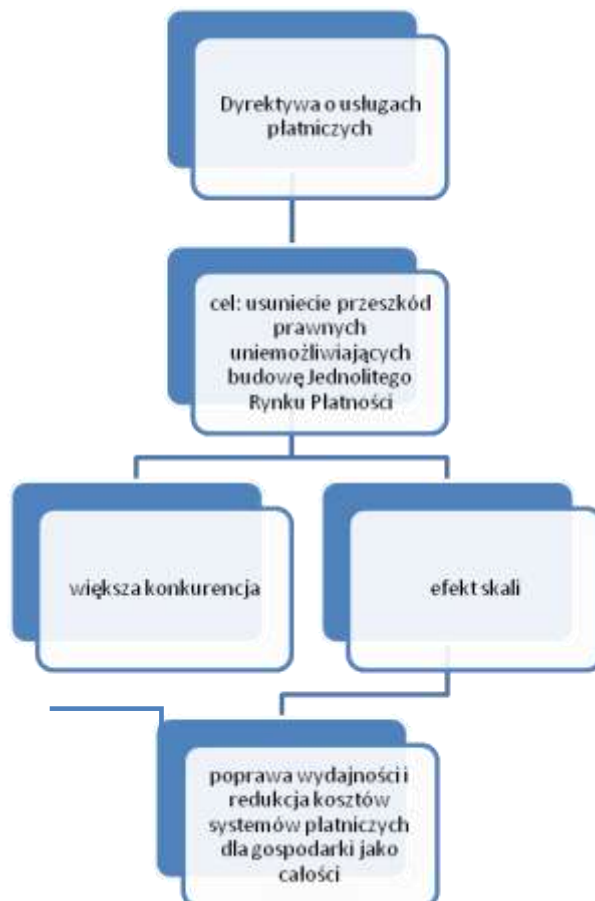 Dyrektywa o usługach
płatniczych
cel: usuniecie przeszkód
prawnych
uniemożliwiających
budowę Jednolitego
Rynku Płatności
większa konkurencja
efekt skali
poprawa wydajności i
redukcja kosztów
systemów płatniczych
dla gospodarki jako
całości